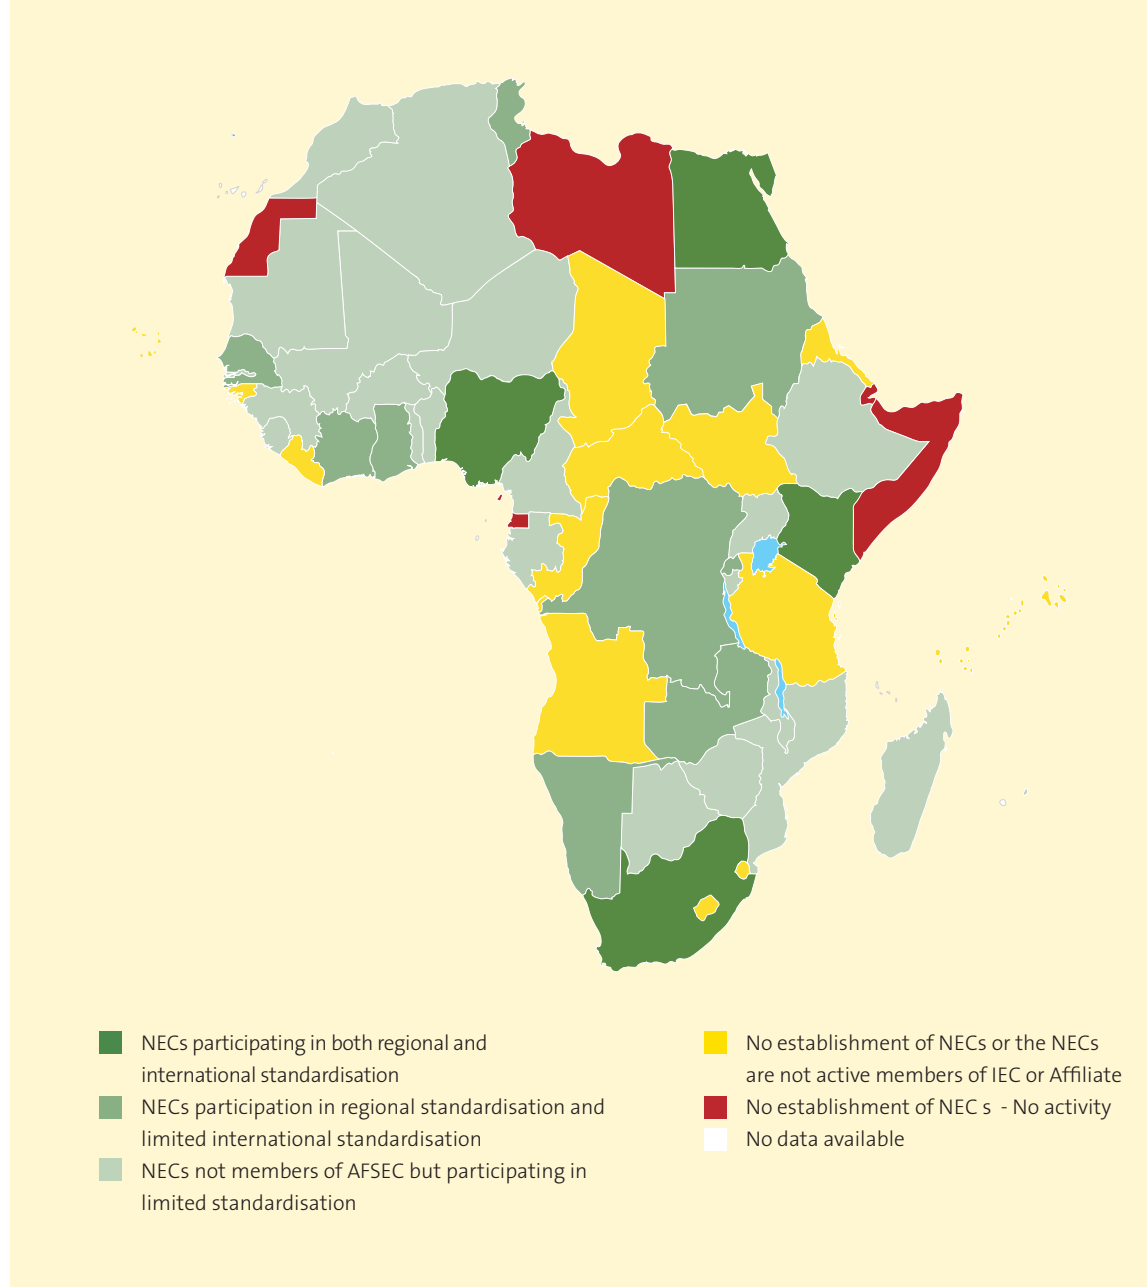 NECs participating in both regional and
international standardisation
NECs participation in regional standardisation and
limited international standardisation
NECs not members of AFSEC but participating in
limited standardisation
No establishment of NECs or the NECs
are not active members of IEC or Affiliate
No establishment of NEC s - No activity
No data available